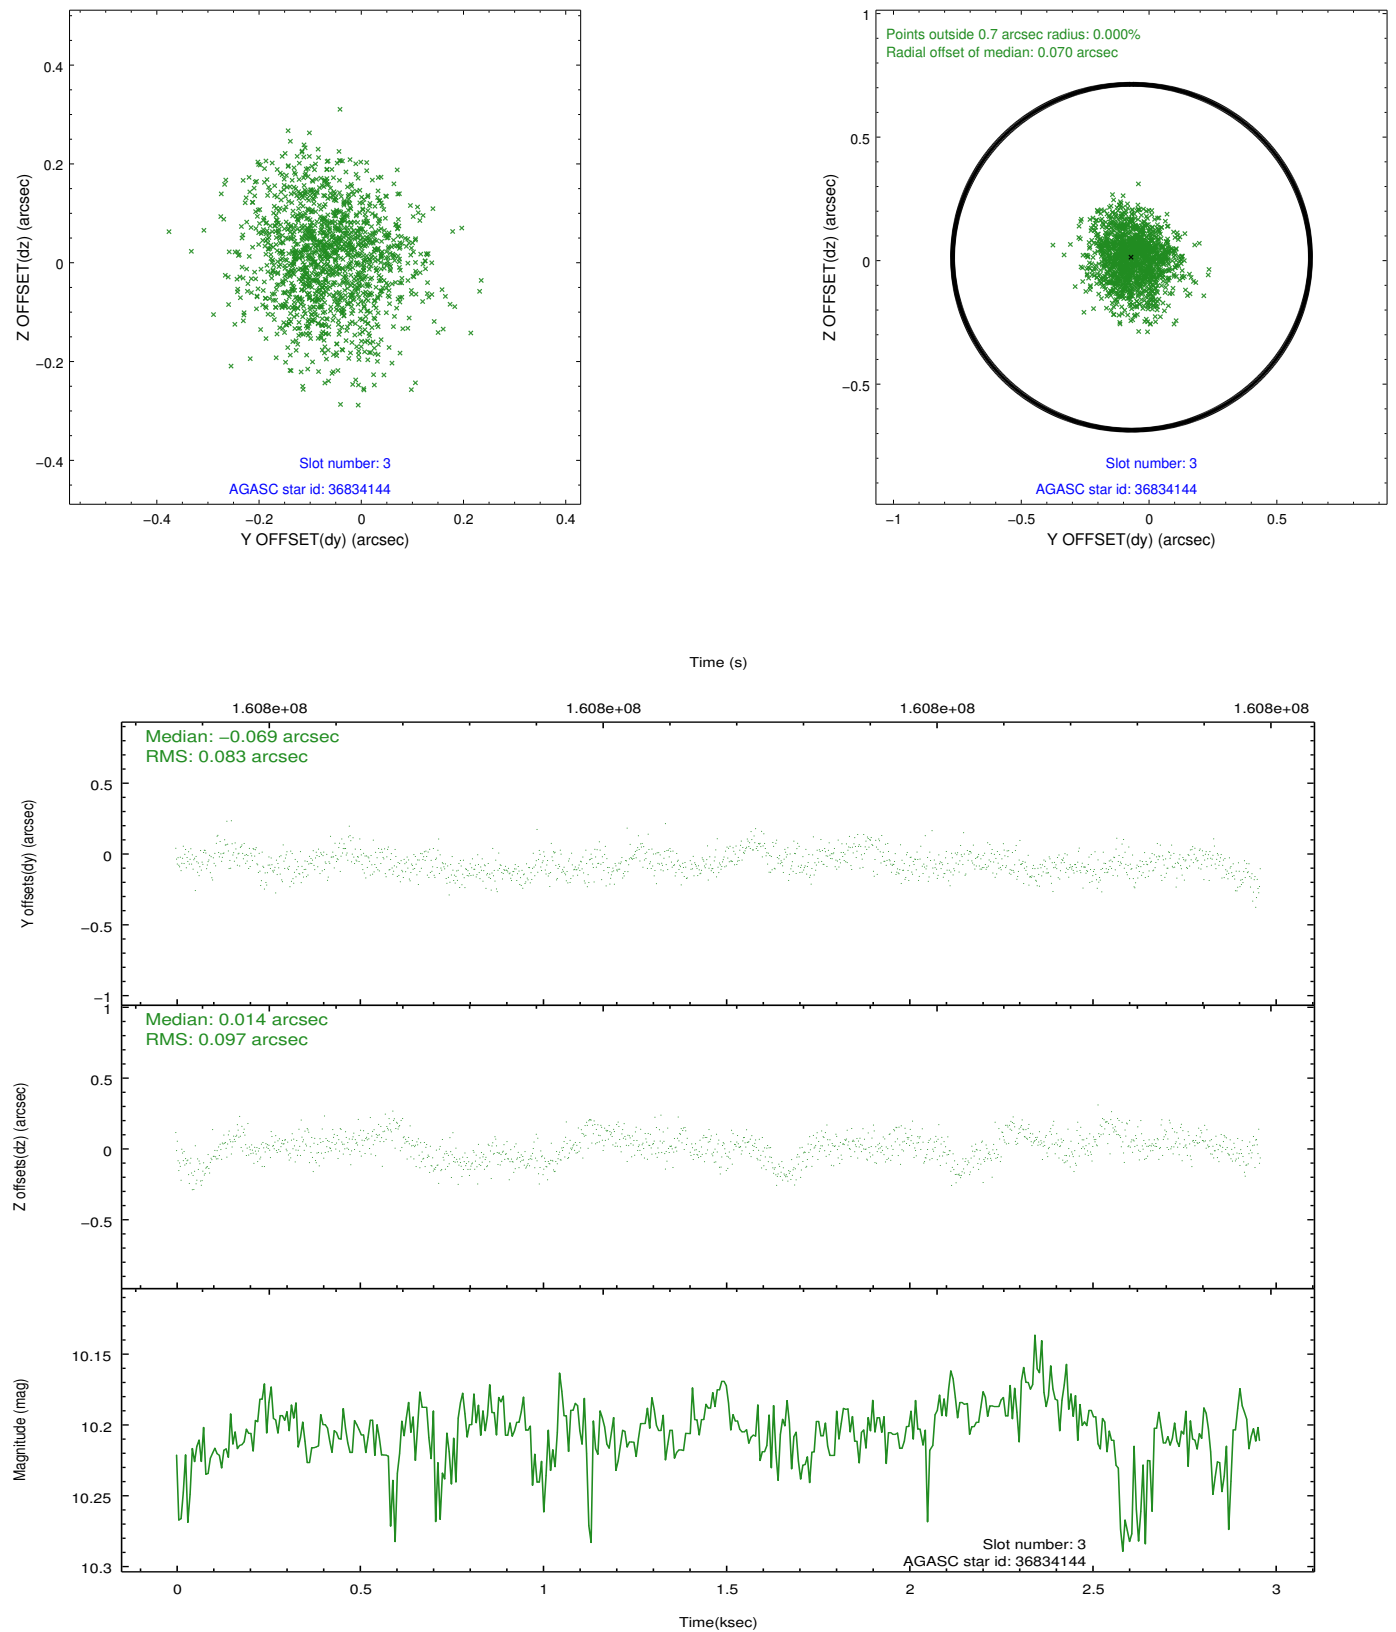 0.4
0.2
0
−0.2
−0.4
Z OFFSET(dz) (arcsec)
Slot number: 3
AGASC star id: 36834144
−0.4
−0.2
0
0.2
0.4
Y OFFSET(dy) (arcsec)
1
0.5
0
−0.5
Z OFFSET(dz) (arcsec)
Points outside 0.7 arcsec radius: 0.000%
Radial offset of median: 0.070 arcsec
Slot number: 3
AGASC star id: 36834144
−1
−0.5
0
0.5
Y OFFSET(dy) (arcsec)
Time (s)
1.608e+08
1.608e+08
1.608e+08
1.608e+08
Median: −0.069 arcsec
RMS: 0.083 arcsec
0.5
0
−0.5
−1
Y offsets(dy) (arcsec)
Median: 0.014 arcsec
RMS: 0.097 arcsec
1
0.5
0
−0.5
Z offsets(dz) (arcsec)
10.15
10.2
10.25
10.3
Magnitude (mag)
Slot number: 3
AGASC star id: 36834144
0
0.5
1
1.5
2
2.5
3
Time(ksec)